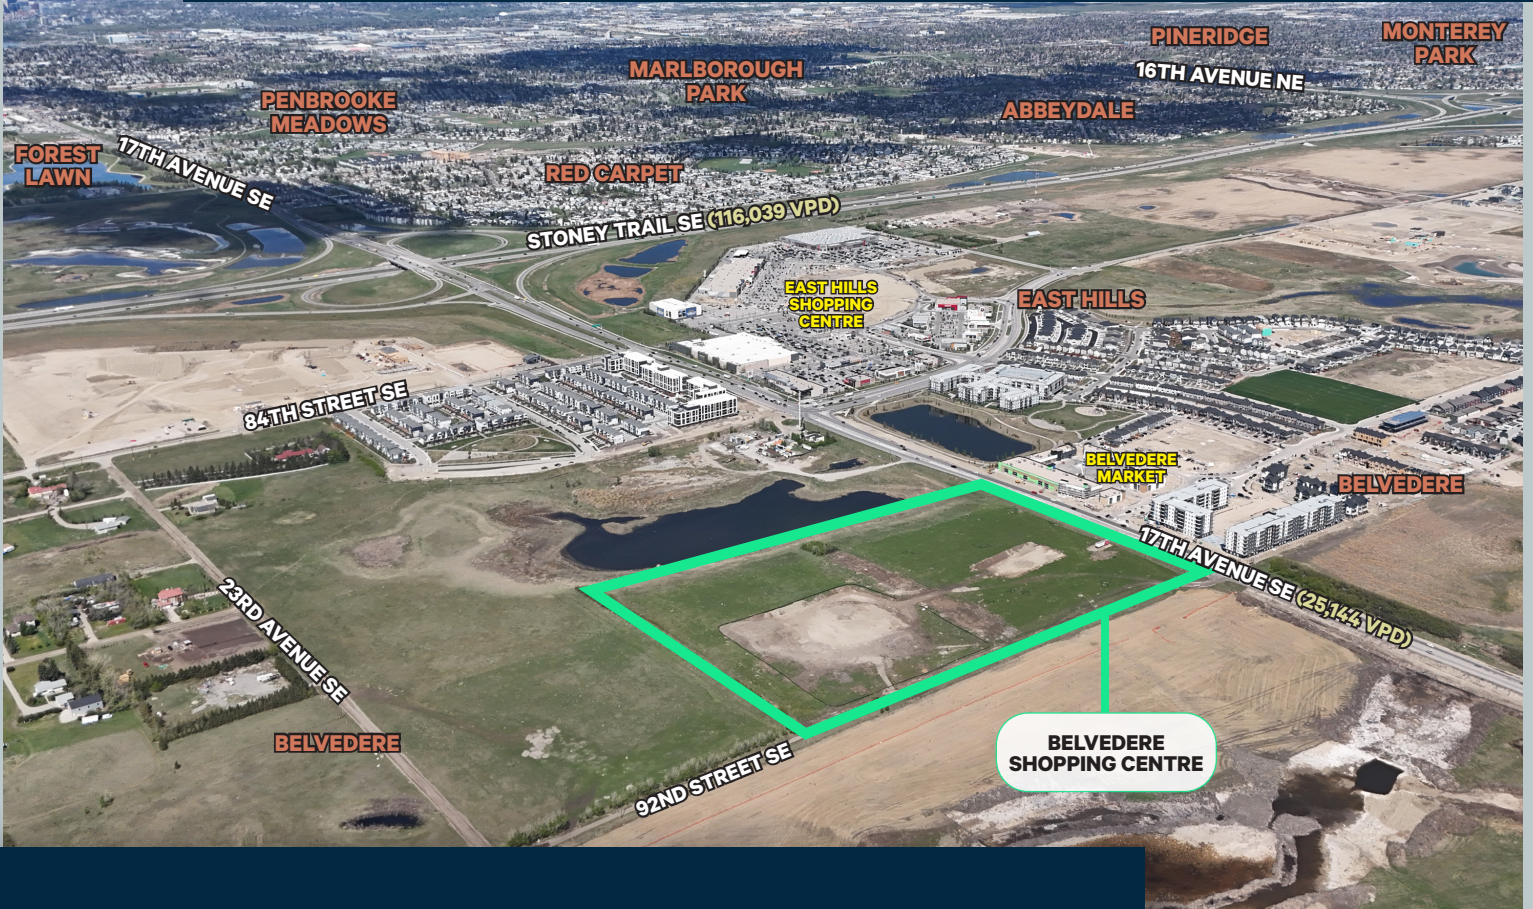 PINERIDGE
MONTEREY
PARK
16TH AVENUE NE
MARLBOROUGH
PARK
ABBEYDALE
PENBROOKE
MEADOWS
17TH AVENUE SE
FOREST
LAWN
RED CARPET
STONEY TRAIL SE (116,039 VPD)
EAST HILLS
SHOPPING
CENTRE
EAST HILLS
84TH STREET SE
BELVEDERE
MARKET
BELVEDERE
17TH AVENUE SE (25,144 VPD)
23RD AVENUE SE
BELVEDERE
BELVEDERE
SHOPPING CENTRE
92ND STREET SE